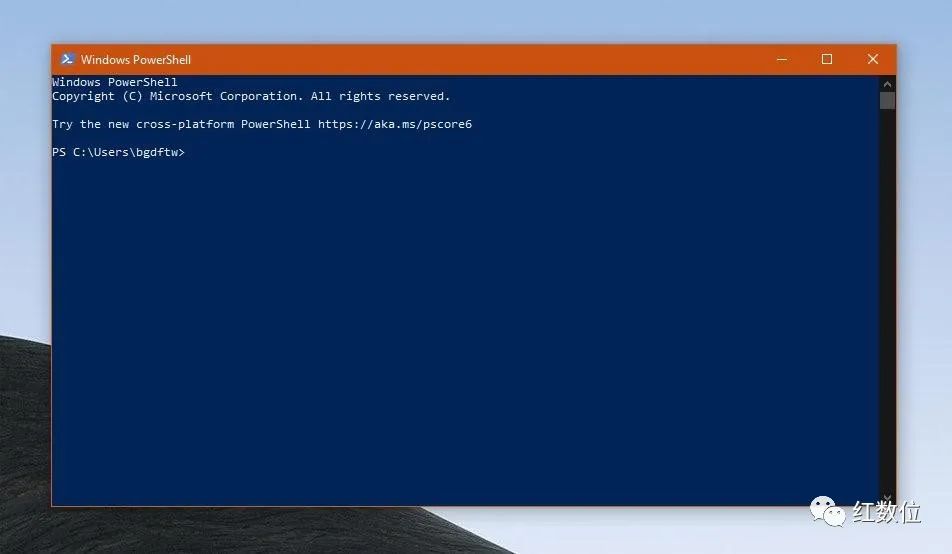 Windows PowerShell
Windows PowerShell
Copyright (C) Microsoft Corporation. All rights reserved.
Try the new cross-platform PowerShell https://aka.ms/pscore6
PS C:\Users\bgdftw>
红数位